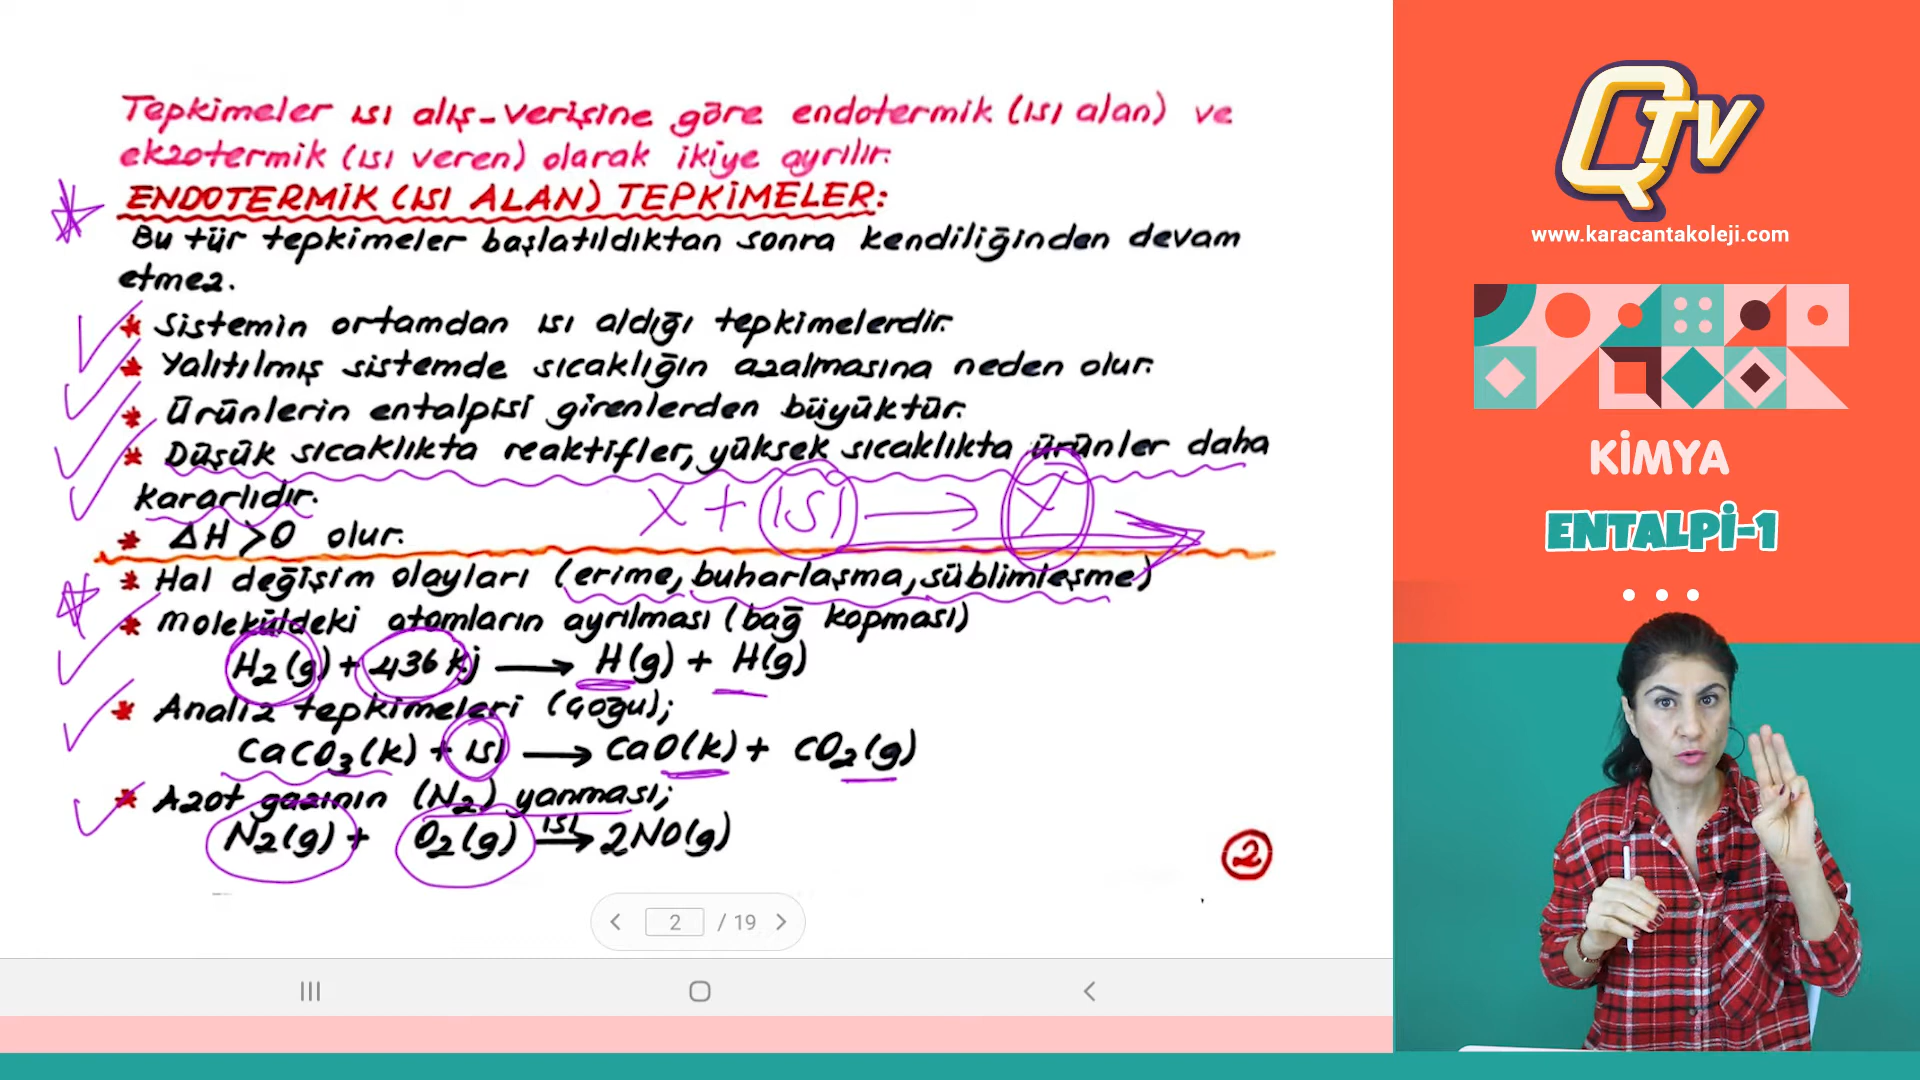 Tepkimeler ısı alış-verişine göre endotermik (ısı alan) ve
ekzotermik (ısı veren) olarak ikiye ayrılır.
ENDOTERMİK (ISI ALAN) TEPKİMELER:
Bu tür tepkimeler başlatıldıktan sonra kendiliğinden devam
etmez.
* Sistemin ortamdan ısı aldığı tepkimelerdir.
* Yalıtılmış sistemde sıcaklığın azalmasına neden olur.
* Ürünlerin entalpisi girenlerden büyüktür.
* Düşük sıcaklıkta reaktifler, yüksek sıcaklıkta ürünler daha
kararlıdır.
X + ISI → Y
* ΔH > 0 olur.
* Hal değişim olayları (erime, buharlaşma, süblimleşme)
* Moleküldeki atomların ayrılması (bağ kopması)
H₂(g) + 436 kj → H(g) + H(g)
* Analiz tepkimeleri (çoğu);
CaCO₃(k) + ısı → CaO(k) + CO₂(g)
* Azot gazının (N₂) yanması;
N₂(g) + O₂(g) ısı→ 2NO(g)
2
2 / 19
QTV
www.karacantakoleji.com
KİMYA
ENTALPİ-1